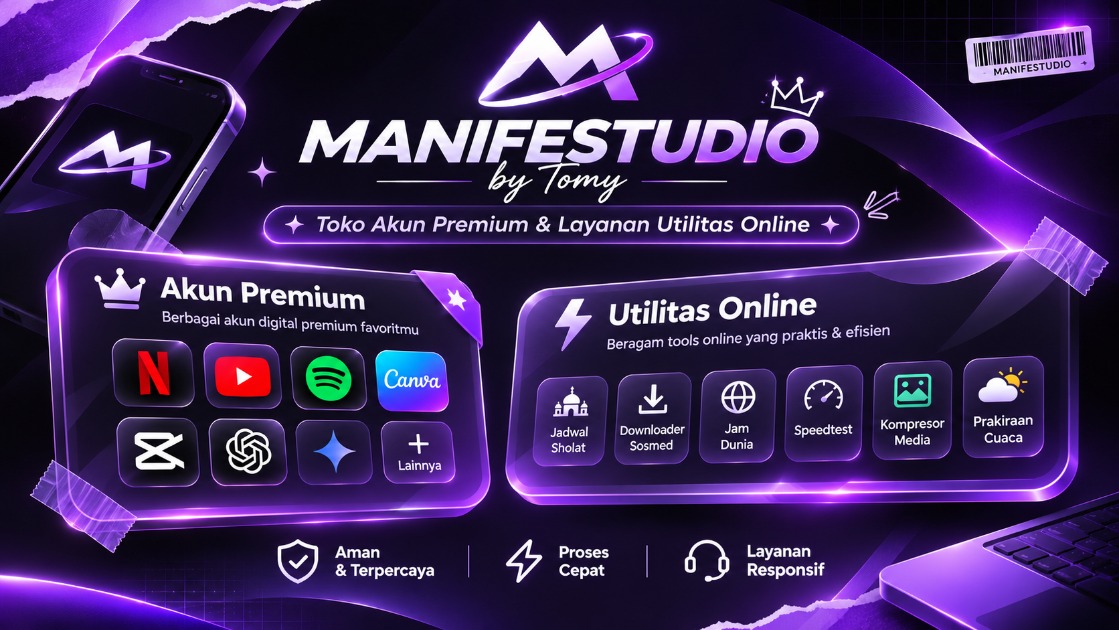 MANIFESTUDIO
MANIFESTUDIO
by Tomy
Toko Akun Premium & Layanan Utilitas Online
Akun Premium
Berbagai akun digital premium favoritmu
N
Canva
Lainnya
Utilitas Online
Beragam tools online yang praktis & efisien
Jadwal
Sholat
Downloader
Sosmed
Jam
Dunia
Speedtest
Kompresor
Media
Prakiraan
Cuaca
Aman
& Terpercaya
Proses
Cepat
Layanan
Responsif